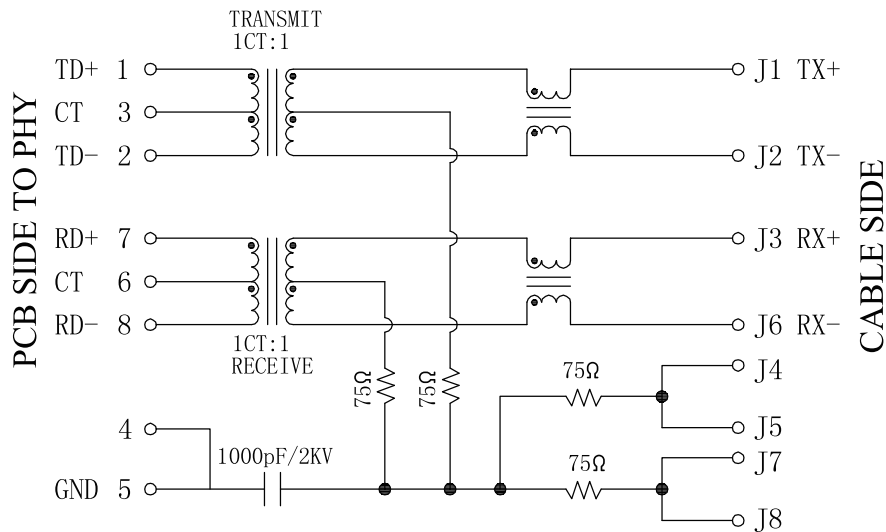 TRANSMIT
1CT:1
TD+ 1
CT 3
TD- 2
J1 TX+
J2 TX-
RD+ 7
CT 6
RD- 8
J3 RX+
J6 RX-
1CT:1
RECEIVE
PCB SIDE TO PHY
CABLE SIDE
75Ω
75Ω
75Ω
J4
J5
4
1000pF/2KV
GND 5
75Ω
J7
J8